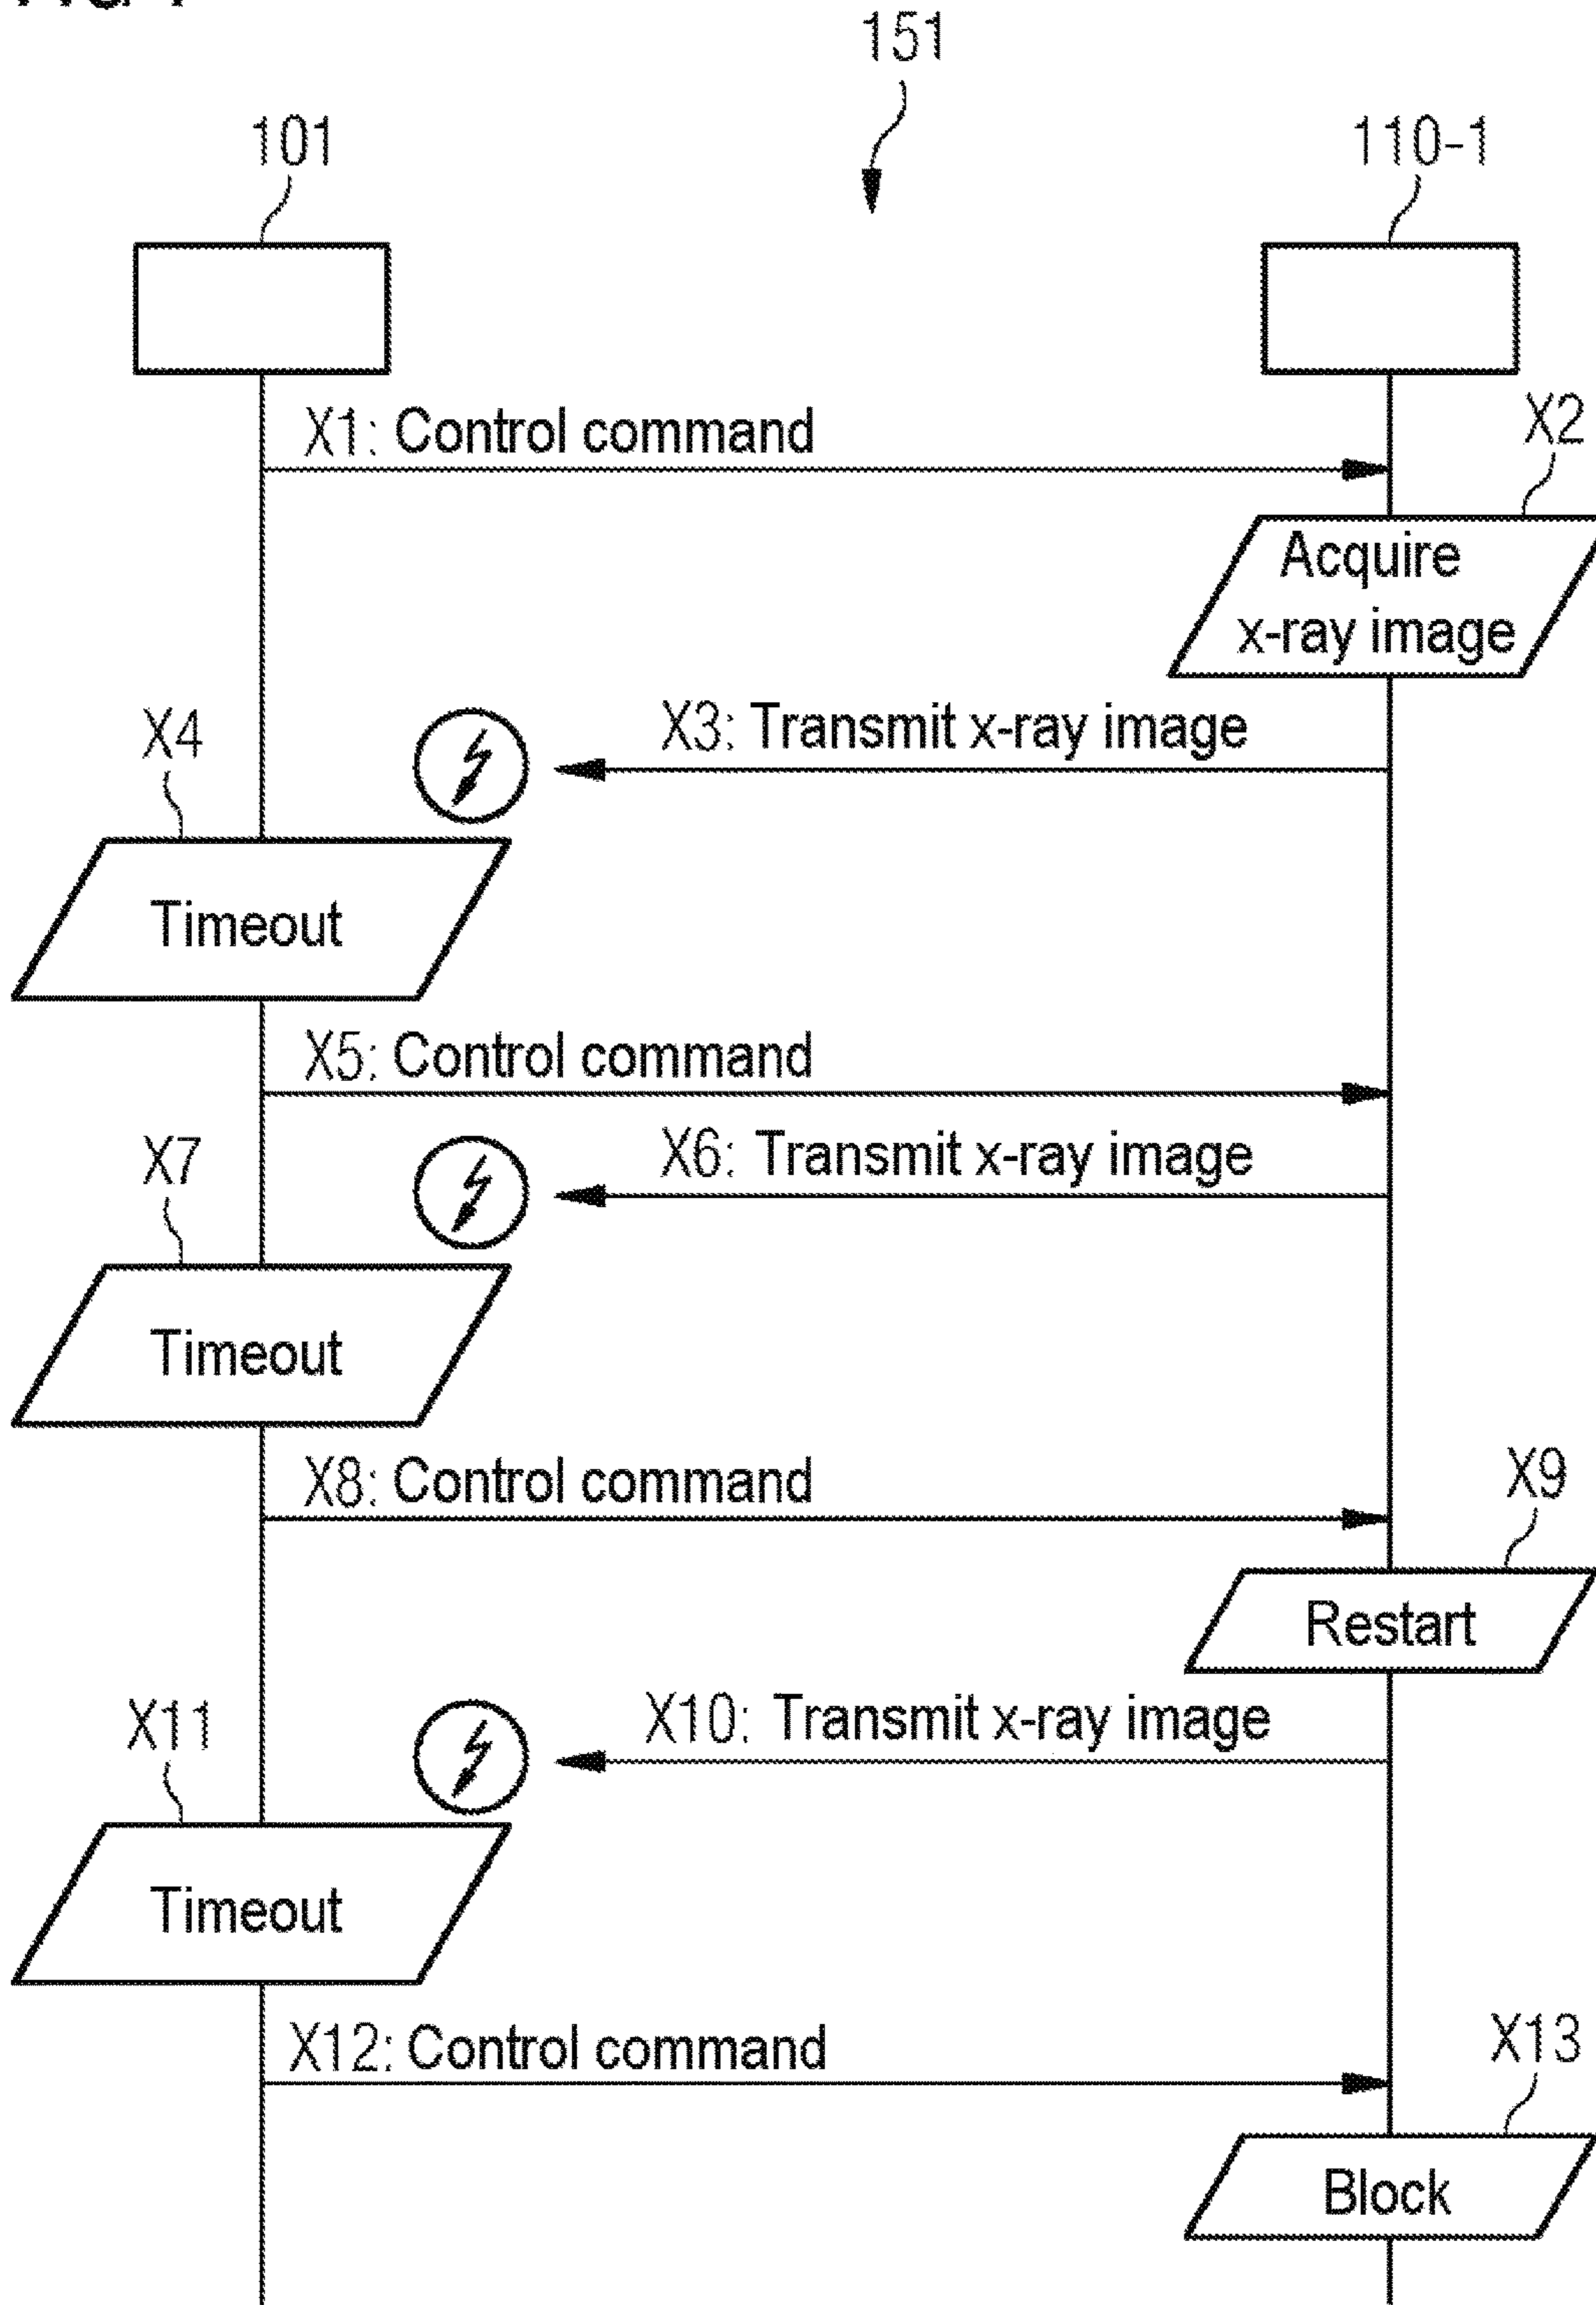 151
101
110-1
X1: Control command
X2
Acquire
x-ray image
X3: Transmit x-ray image
X4
Timeout
X5: Control command
X6: Transmit x-ray image
X7
Timeout
X8: Control command
X9
Restart
X10: Transmit x-ray image
X11
Timeout
X12: Control command
X13
Block